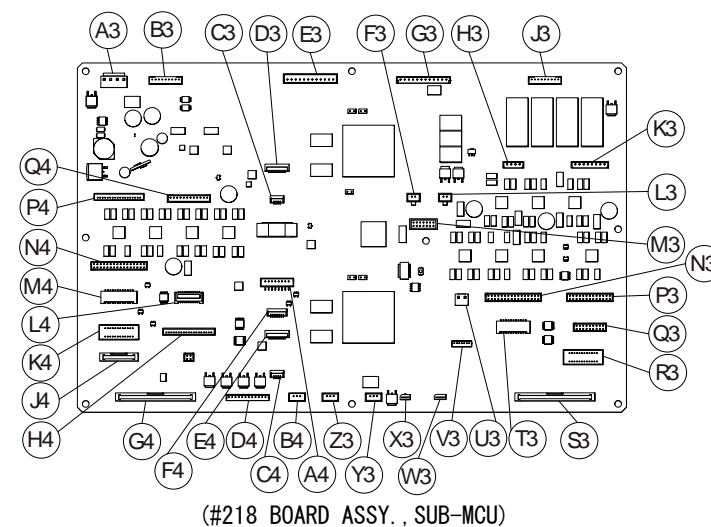 A3 B3 C3 D3 E3 F3 G3 H3 J3
K3
Q4
P4
L3
N4
M3
M4
N3
L4
P3
K4
Q3
J4
R3
H4
G4 F4 D4 E4 C4 B4 A4 Z3 Y3 X3 W3 V3 U3 T3 S3
(#218 BOARD ASSY., SUB-MCU)